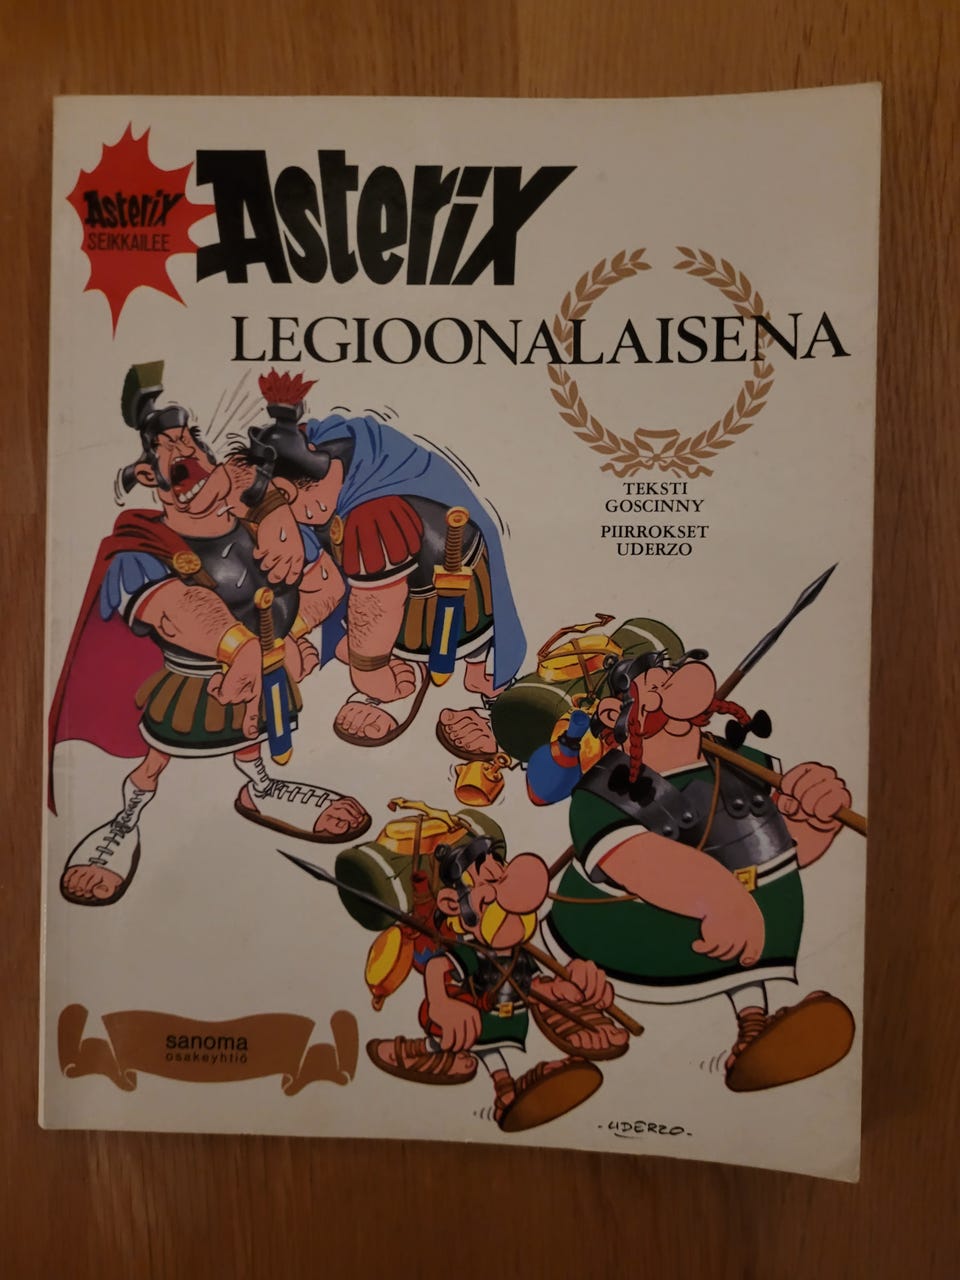 Asterix
SEIKKAILEE
Asterix
LEGIOONALAISENA
TEKSTI
GOSCINNY
PIIRROKSET
UDERZO
sanoma
osakeyhtiö
-UDERZO-